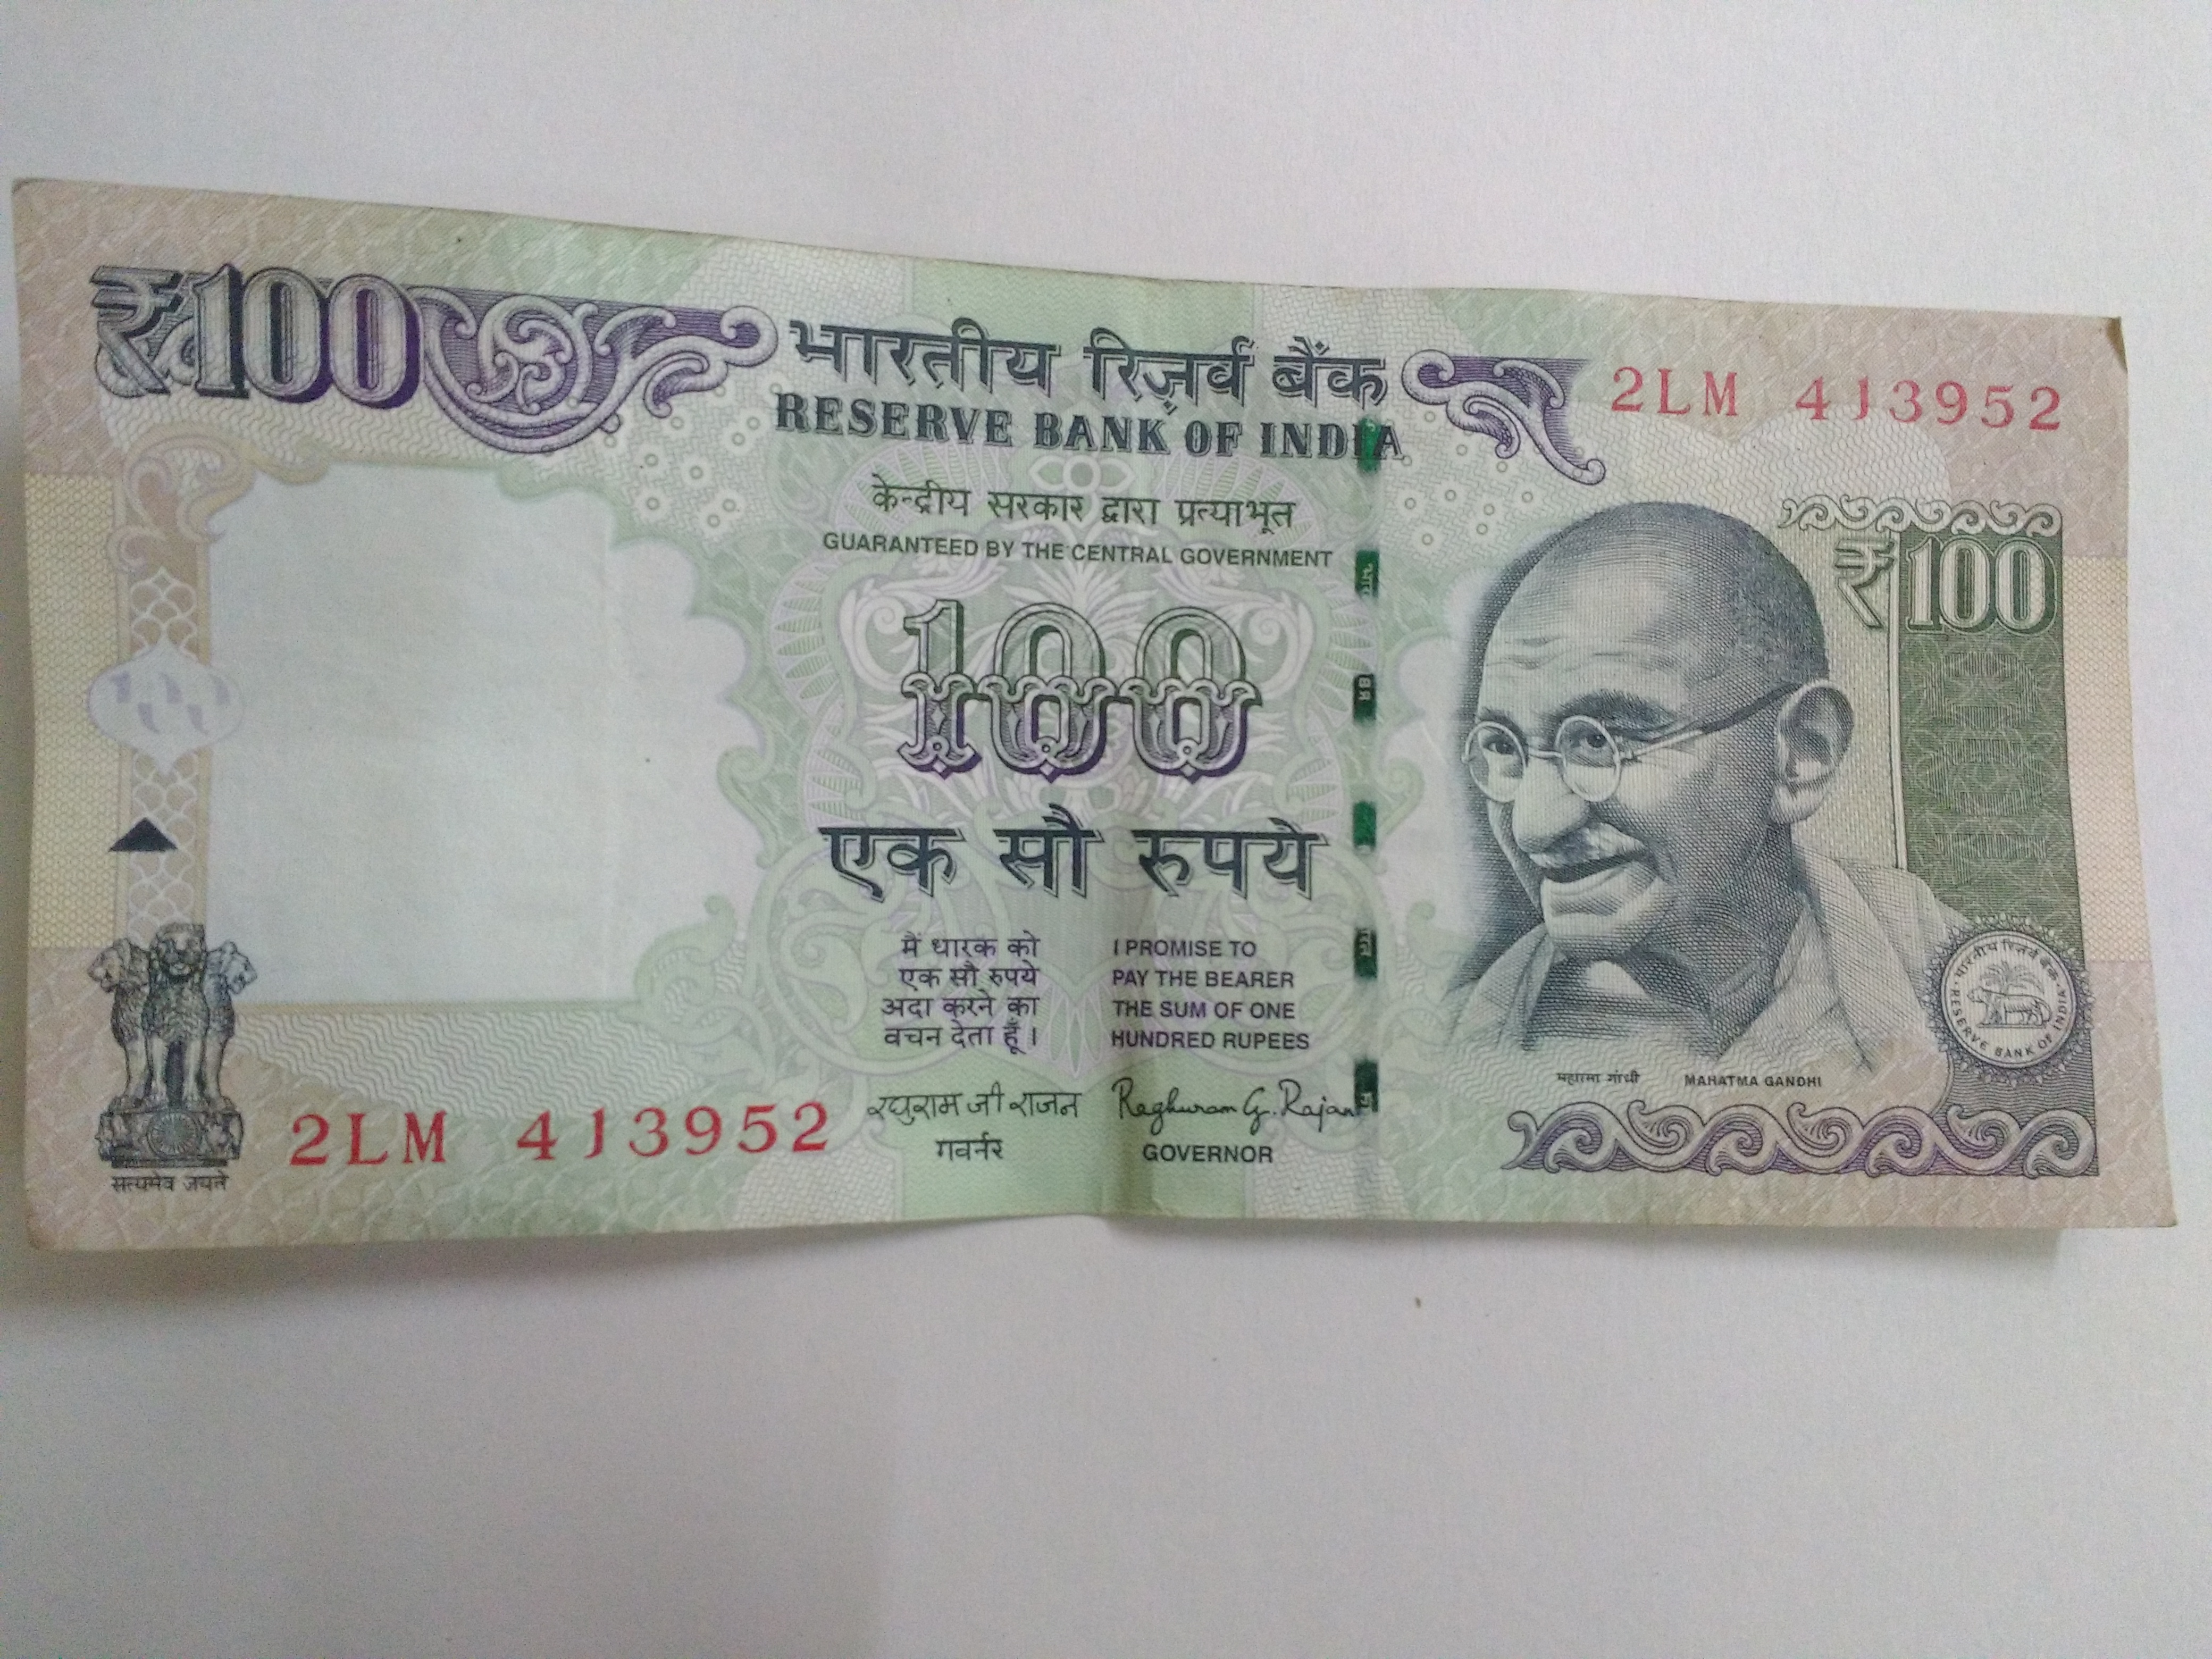 ₹100
भारतीय रिज़र्व बैंक
RESERVE BANK OF INDIA
2LM 413952
केन्द्रीय सरकार द्वारा प्रत्याभूत
GUARANTEED BY THE CENTRAL GOVERNMENT
₹100
100
एक सौ रुपये
मैं धारक को
एक सौ रुपये
अदा करने का
वचन देता हूँ।
I PROMISE TO
PAY THE BEARER
THE SUM OF ONE
HUNDRED RUPEES
रघुराम जी राजन
गवर्नर
Raghuram G. Rajan
GOVERNOR
महात्मा गांधी MAHATMA GANDHI
भारतीय रिज़र्व बैंक
RESERVE BANK OF INDIA
2LM 413952
सत्यमेव जयते